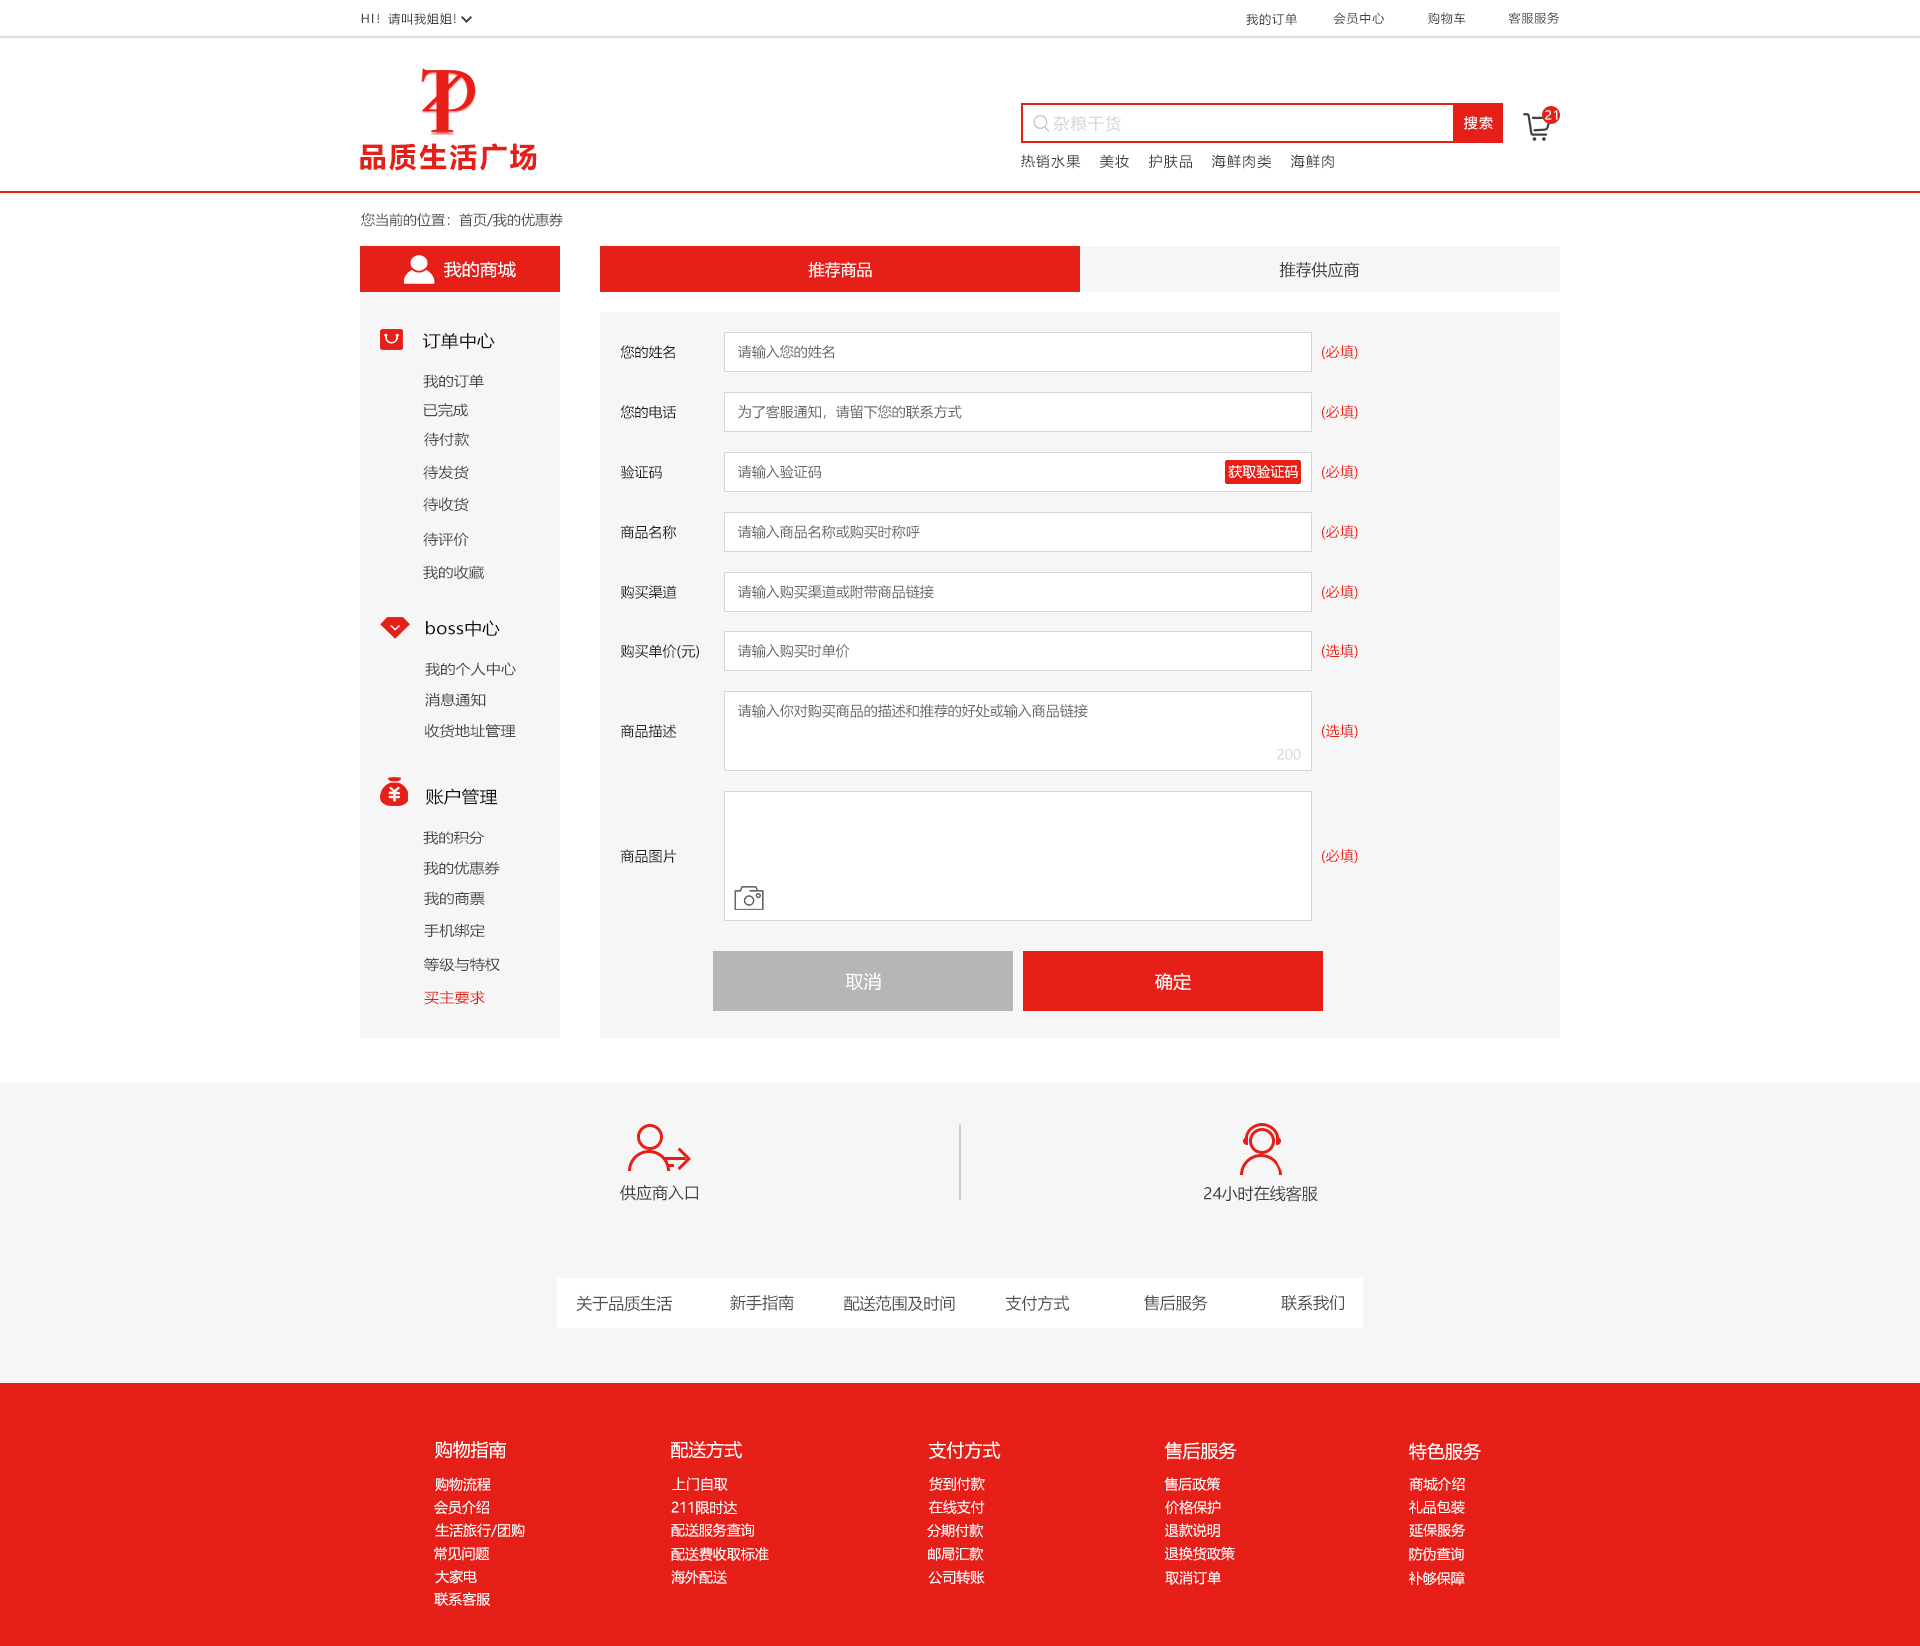 HI！请叫我姐姐!
我的订单 会员中心 购物车 客服服务
品质生活广场
杂粮干货 搜索 21
热销水果 美妆 护肤品 海鲜肉类 海鲜肉
您当前的位置：首页/我的优惠券
我的商城
订单中心
我的订单
已完成
待付款
待发货
待收货
待评价
我的收藏
boss中心
我的个人中心
消息通知
收货地址管理
账户管理
我的积分
我的优惠券
我的商票
手机绑定
等级与特权
买主要求
推荐商品 推荐供应商
您的姓名 请输入您的姓名 (必填)
您的电话 为了客服通知，请留下您的联系方式 (必填)
验证码 请输入验证码 获取验证码 (必填)
商品名称 请输入商品名称或购买时称呼 (必填)
购买渠道 请输入购买渠道或附带商品链接 (必填)
购买单价(元) 请输入购买时单价 (选填)
商品描述 请输入你对购买商品的描述和推荐的好处或输入商品链接 (选填)
200
商品图片 (必填)
取消 确定
供应商入口 24小时在线客服
关于品质生活 新手指南 配送范围及时间 支付方式 售后服务 联系我们
购物指南
购物流程
会员介绍
生活旅行/团购
常见问题
大家电
联系客服
配送方式
上门自取
211限时达
配送服务查询
配送费收取标准
海外配送
支付方式
货到付款
在线支付
分期付款
邮局汇款
公司转账
售后服务
售后政策
价格保护
退款说明
退换货政策
取消订单
特色服务
商城介绍
礼品包装
延保服务
防伪查询
补够保障